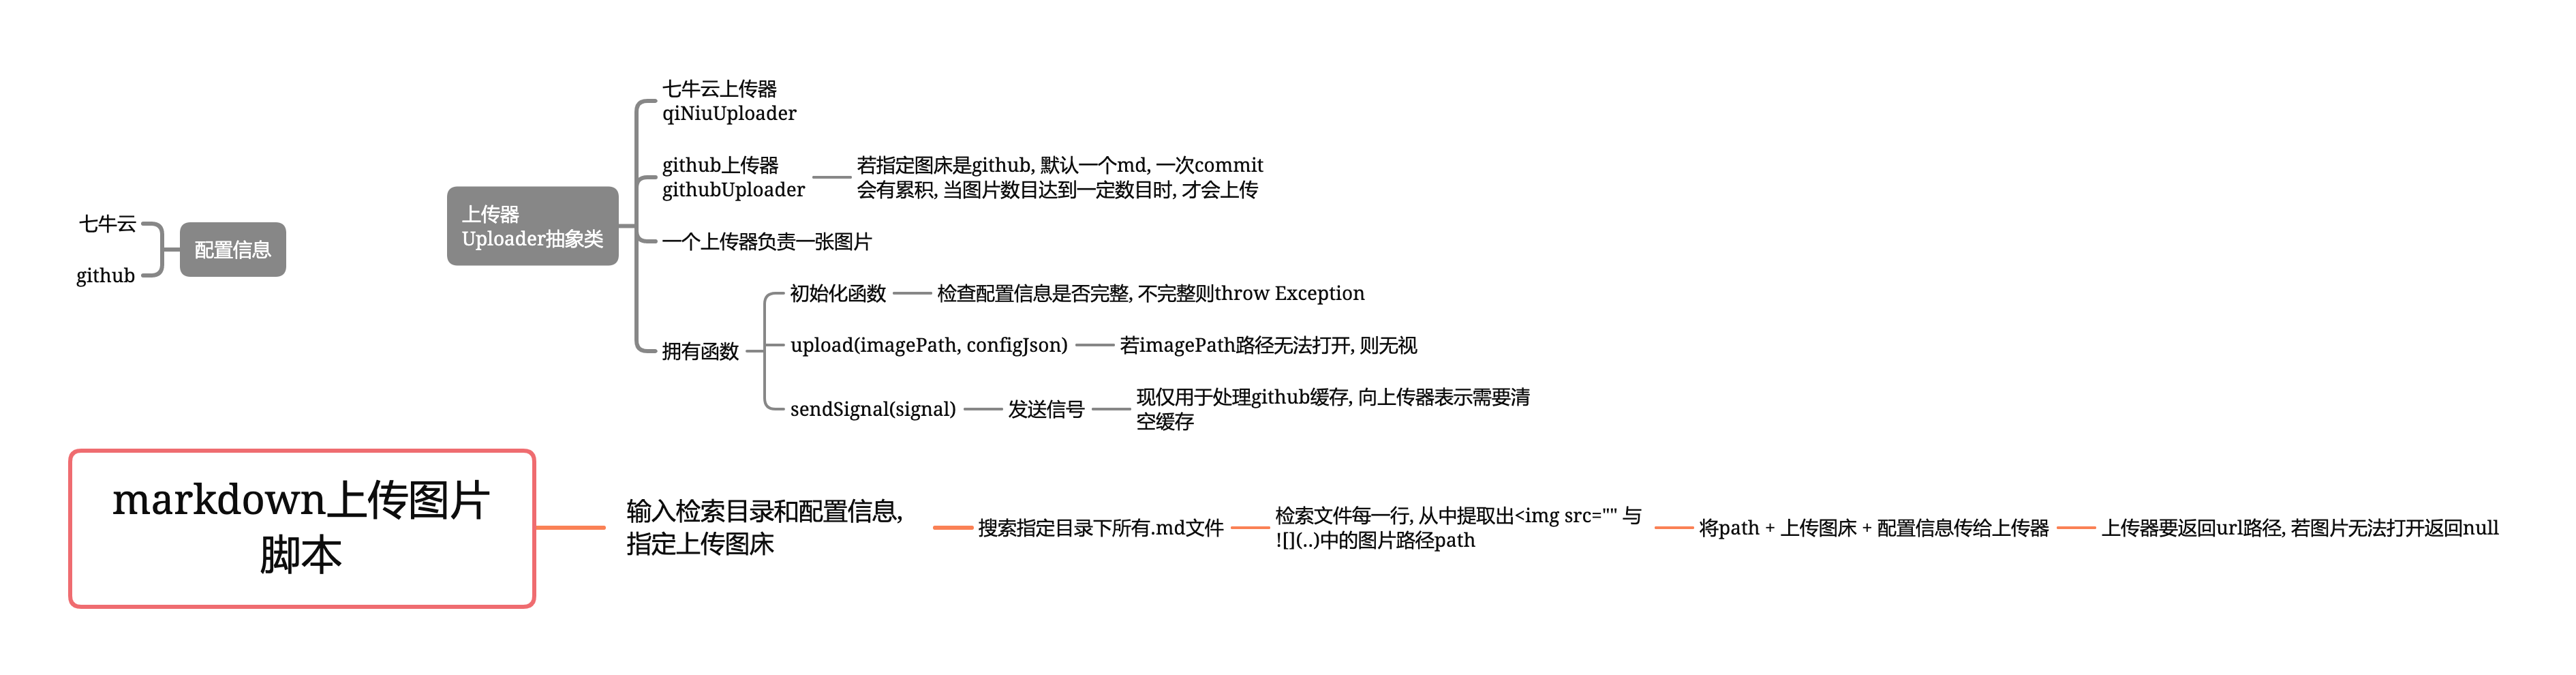 七牛云
github
配置信息
上传器
Uploader抽象类
七牛云上传器
qiNiuUploader
github上传器
githubUploader
若指定图床是github, 默认一个md, 一次commit
会有累积, 当图片数目达到一定数目时, 才会上传
一个上传器负责一张图片
拥有函数
初始化函数
检查配置信息是否完整, 不完整则throw Exception
upload(imagePath, configJson)
若imagePath路径无法打开, 则无视
sendSignal(signal)
发送信号
现仅用于处理github缓存, 向上传器表示需要清
空缓存
markdown上传图片
脚本
输入检索目录和配置信息,
指定上传图床
搜索指定目录下所有.md文件
检索文件每一行, 从中提取出<img src="" 与
![](..)中的图片路径path
将path + 上传图床 + 配置信息传给上传器
上传器要返回url路径, 若图片无法打开返回null